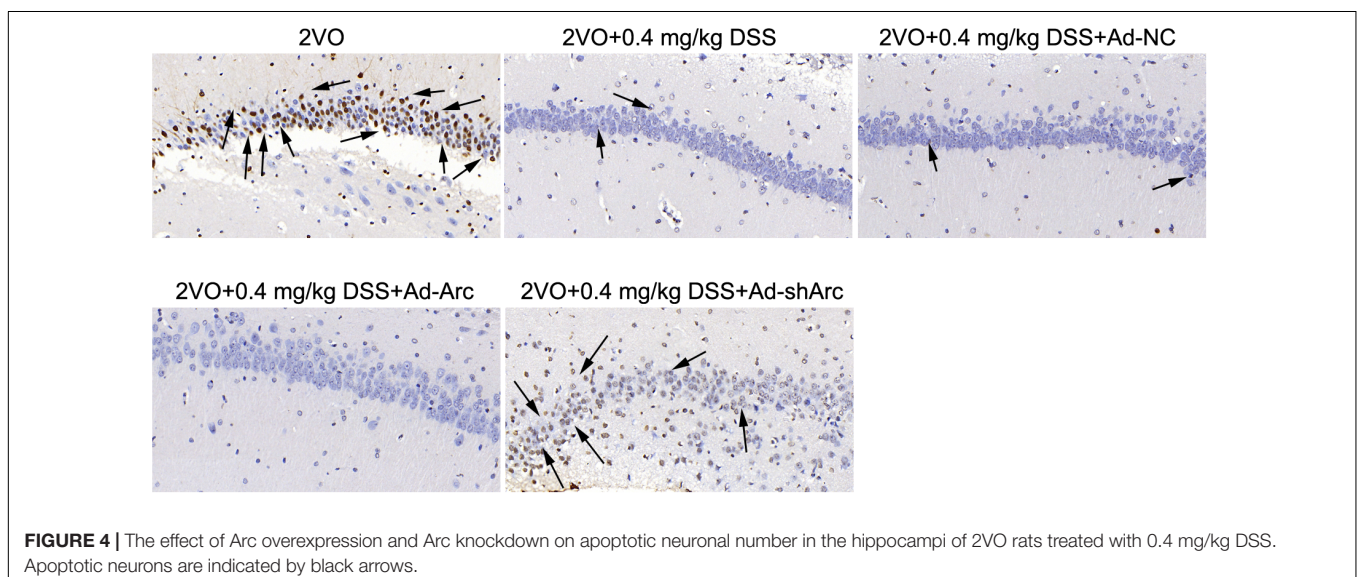 2VO
2VO+0.4 mg/kg DSS
2VO+0.4 mg/kg DSS+Ad-NC
2VO+0.4 mg/kg DSS+Ad-Arc
2VO+0.4 mg/kg DSS+Ad-shArc
FIGURE 4 | The effect of Arc overexpression and Arc knockdown on apoptotic neuronal number in the hippocampi of 2VO rats treated with 0.4 mg/kg DSS.
Apoptotic neurons are indicated by black arrows.